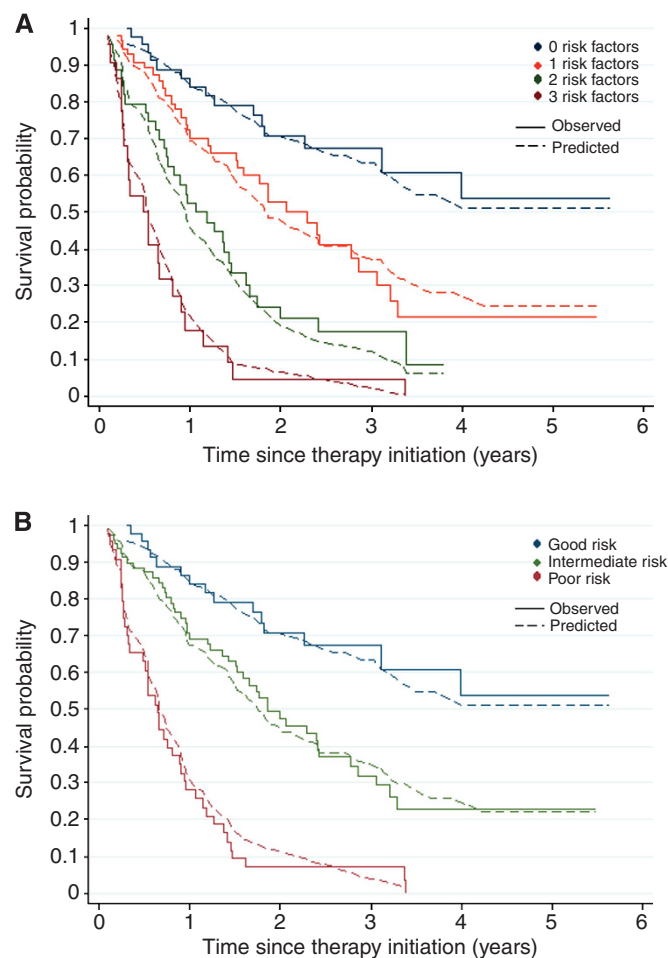 A
1
0.9
0.8
0.7
0.6
0.5
0.4
0.3
0.2
0.1
0
Survival probability
0 risk factors
1 risk factors
2 risk factors
3 risk factors
Observed
Predicted
0 1 2 3 4 5 6
Time since therapy initiation (years)
B
1
0.9
0.8
0.7
0.6
0.5
0.4
0.3
0.2
0.1
0
Survival probability
Good risk
Intermediate risk
Poor risk
Observed
Predicted
0 1 2 3 4 5 6
Time since therapy initiation (years)